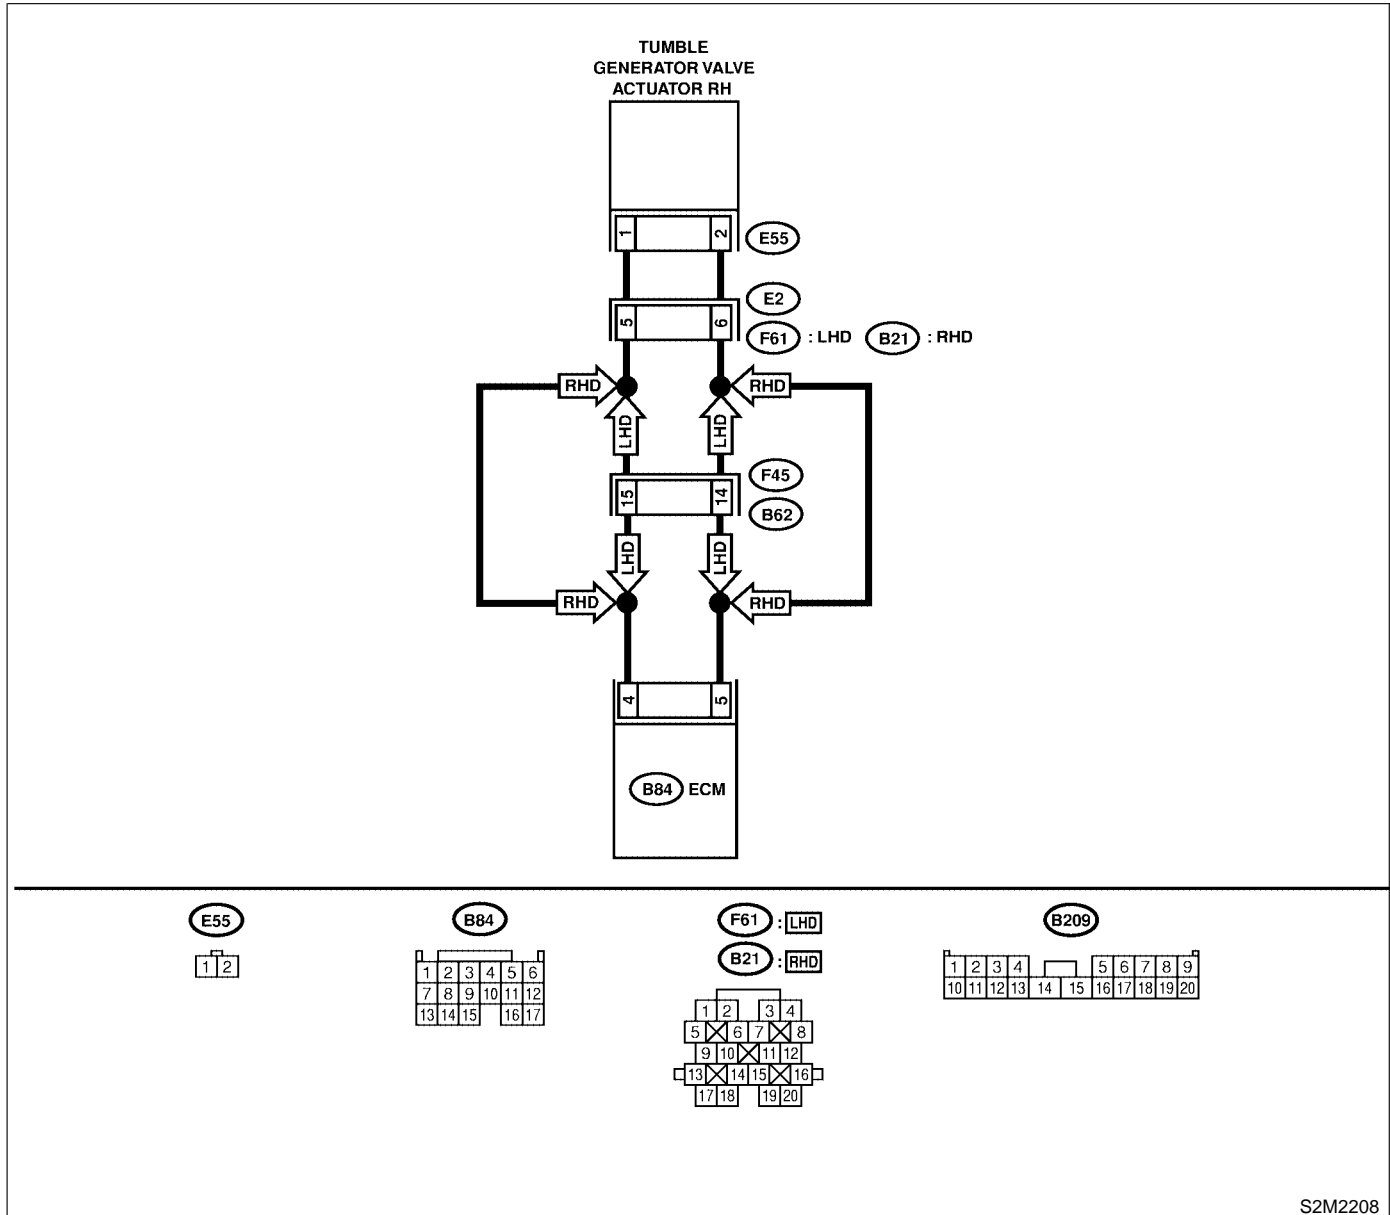 TUMBLE
GENERATOR VALVE
ACTUATOR RH
1 2 E55
E2
5 6
F61 : LHD B21 : RHD
RHD RHD
LHD LHD
F45
15 14
B62
LHD LHD
RHD RHD
4 5
B84 ECM
E55
1 2
B84
1 2 3 4 5 6
7 8 9 10 11 12
13 14 15 16 17
F61 : LHD
B21 : RHD
1 2 3 4
5 6 7 8
9 10 11 12
13 14 15 16
17 18 19 20
B209
1 2 3 4 5 6 7 8 9
10 11 12 13 14 15 16 17 18 19 20
S2M2208